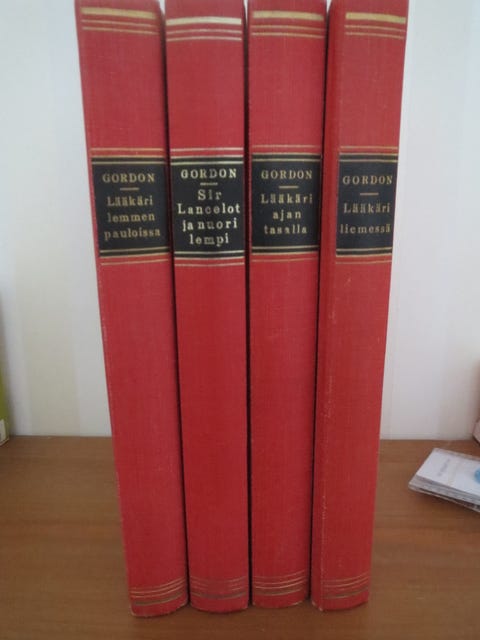 GORDON
Lääkäri
lemmen
pauloissa
GORDON
Sir
Lancelot
ja nuori
lempi
GORDON
Lääkäri
ajan
tasalla
GORDON
Lääkäri
liemessä